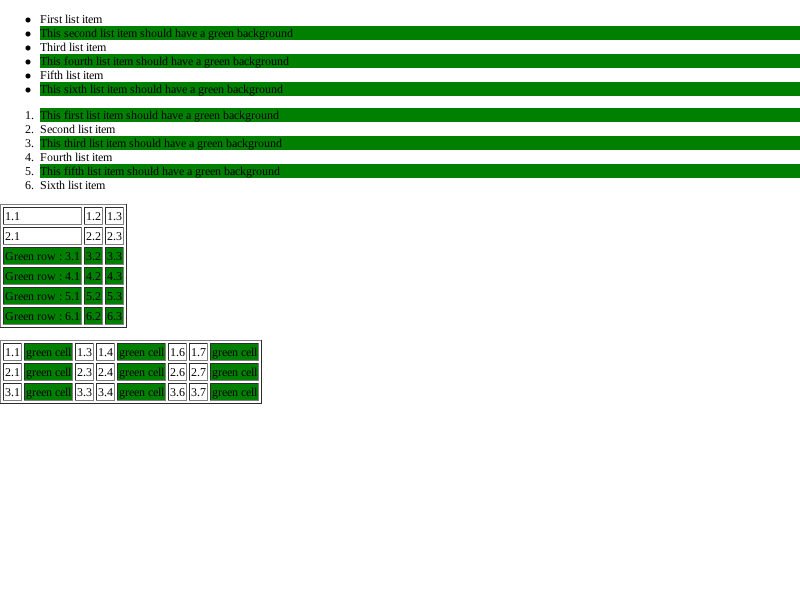 First list item
This second list item should have a green background
Third list item
This fourth list item should have a green background
Fifth list item
This sixth list item should have a green background
1. This first list item should have a green background
2. Second list item
3. This third list item should have a green background
4. Fourth list item
5. This fifth list item should have a green background
6. Sixth list item
1.1 1.2 1.3
2.1 2.2 2.3
Green row : 3.1 3.2 3.3
Green row : 4.1 4.2 4.3
Green row : 5.1 5.2 5.3
Green row : 6.1 6.2 6.3
1.1 green cell 1.3 1.4 green cell 1.6 1.7 green cell
2.1 green cell 2.3 2.4 green cell 2.6 2.7 green cell
3.1 green cell 3.3 3.4 green cell 3.6 3.7 green cell